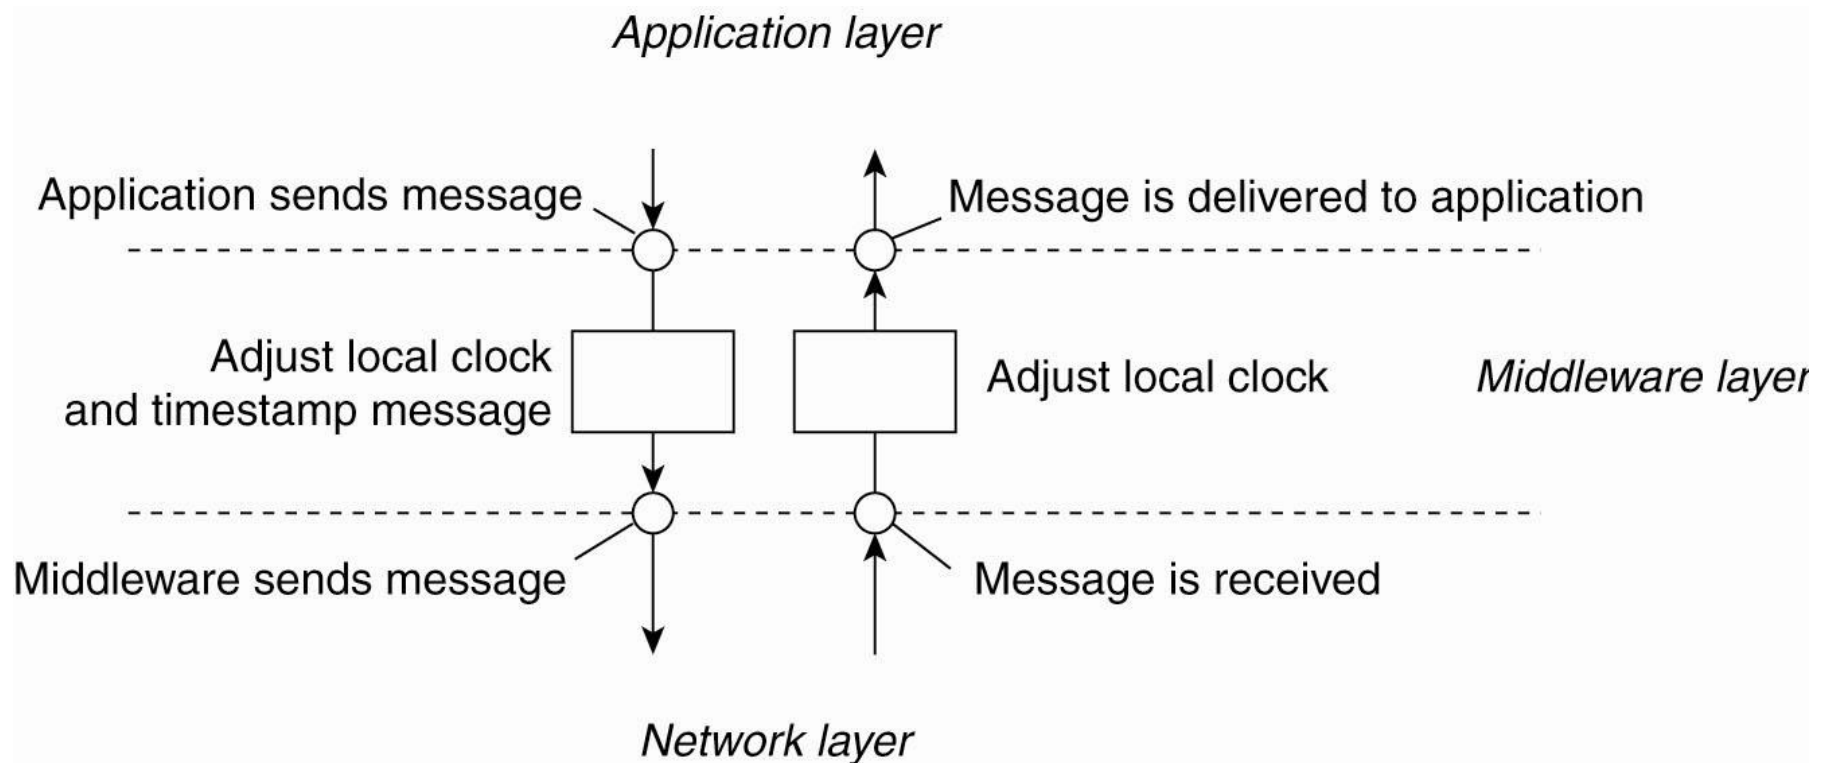 Application layer
Application sends message
Message is delivered to application
Adjust local clock
and timestamp message
Adjust local clock
Middleware layer
Middleware sends message
Message is received
Network layer